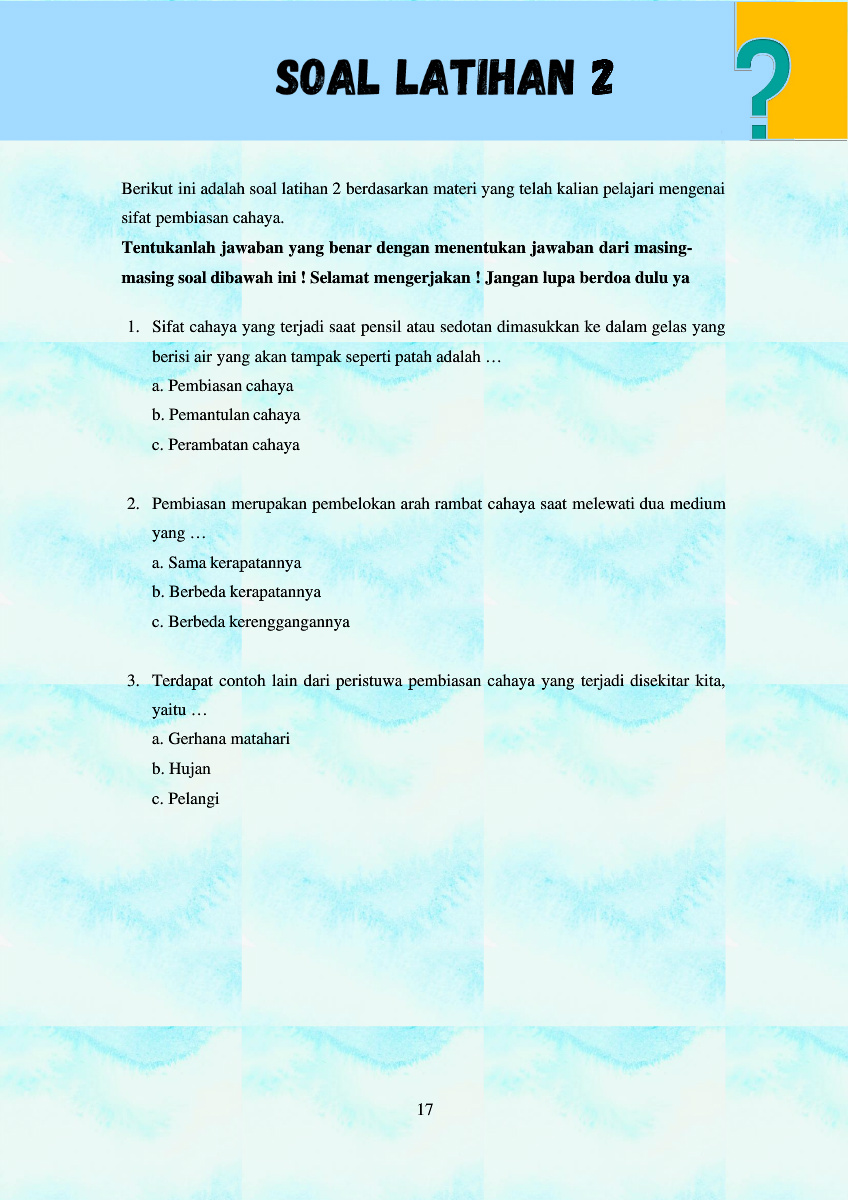 SOAL LATIHAN 2
?
Berikut ini adalah soal latihan 2 berdasarkan materi yang telah kalian pelajari mengenai
sifat pembiasan cahaya.
Tentukanlah jawaban yang benar dengan menentukan jawaban dari masing-
masing soal dibawah ini ! Selamat mengerjakan ! Jangan lupa berdoa dulu ya
1. Sifat cahaya yang terjadi saat pensil atau sedotan dimasukkan ke dalam gelas yang
berisi air yang akan tampak seperti patah adalah …
a. Pembiasan cahaya
b. Pemantulan cahaya
c. Perambatan cahaya
2. Pembiasan merupakan pembelokan arah rambat cahaya saat melewati dua medium
yang …
a. Sama kerapatannya
b. Berbeda kerapatannya
c. Berbeda kerenggangannya
3. Terdapat contoh lain dari peristuwa pembiasan cahaya yang terjadi disekitar kita,
yaitu …
a. Gerhana matahari
b. Hujan
c. Pelangi
17